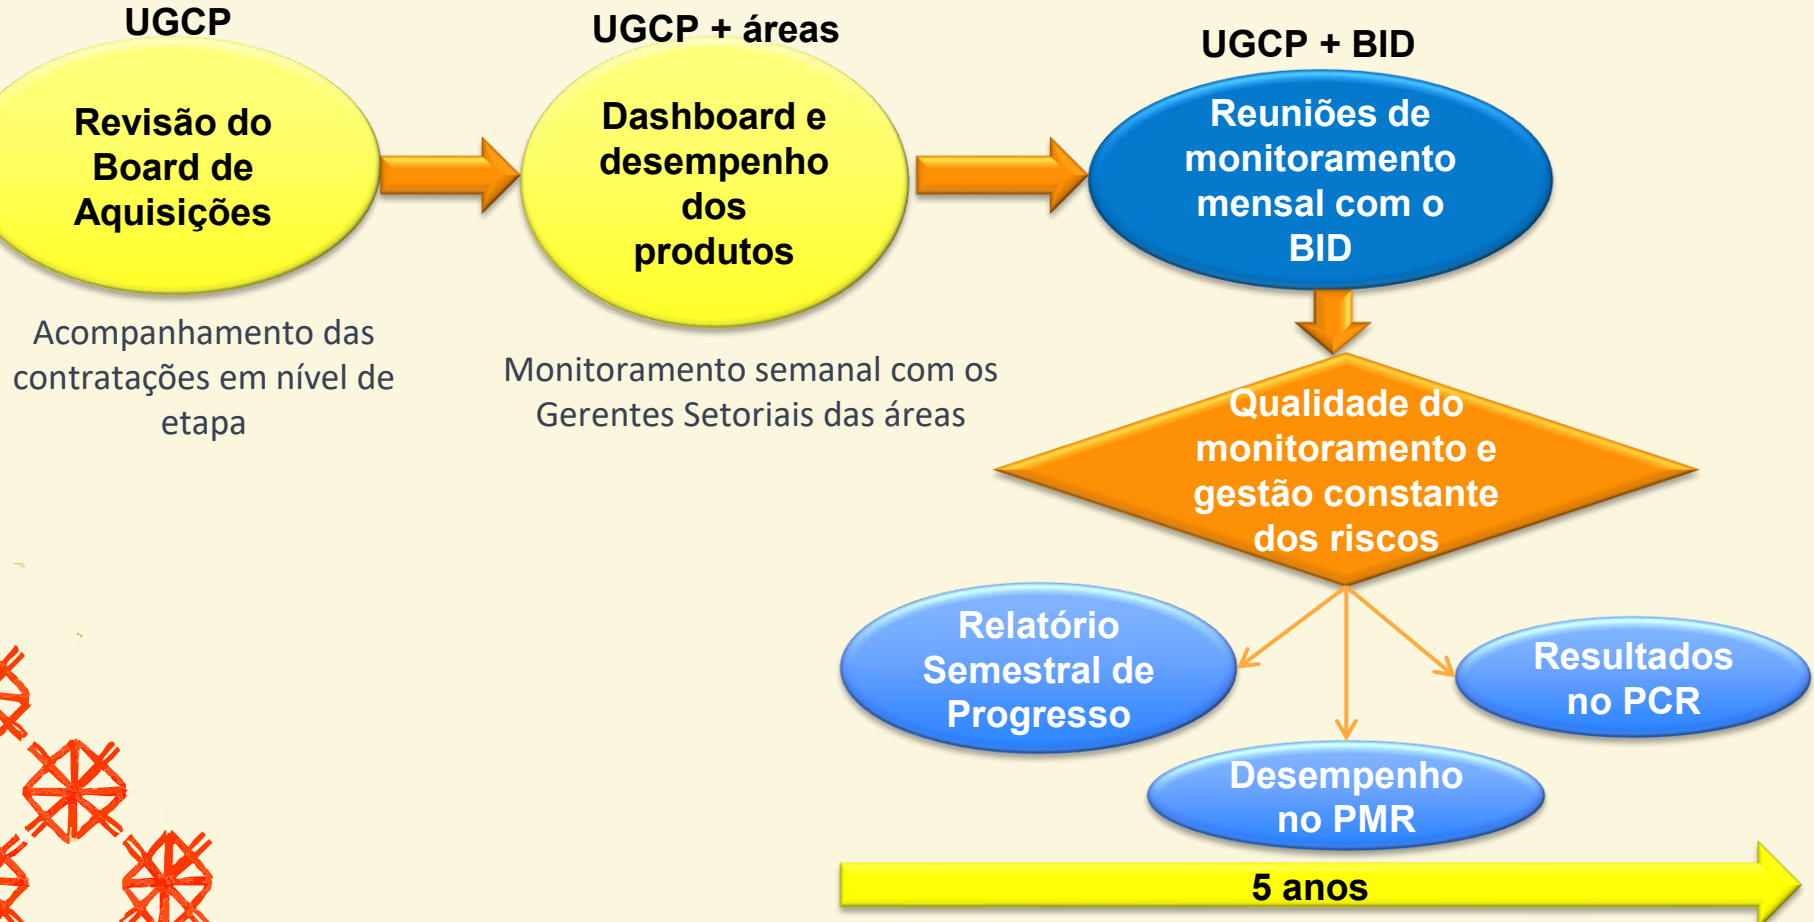 UGCP
Revisão do
Board de
Aquisições
Acompanhamento das
contratações em nível de
etapa
UGCP + áreas
Dashboard e
desempenho
dos
produtos
Monitoramento semanal com os
Gerentes Setoriais das áreas
UGCP + BID
Reuniões de
monitoramento
mensal com o
BID
Qualidade do
monitoramento e
gestão constante
dos riscos
Relatório
Semestral de
Progresso
Desempenho
no PMR
Resultados
no PCR
5 anos